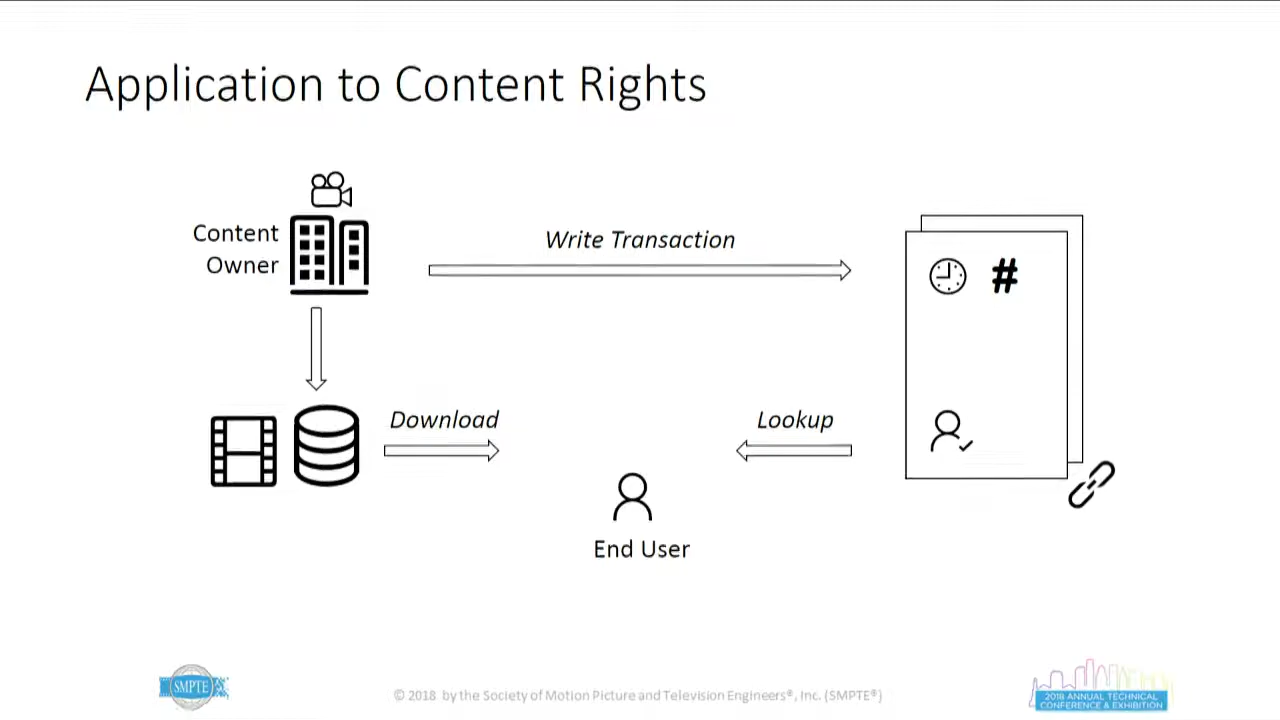 Application to Content Rights
Content
Owner
Write Transaction
#
Download
Lookup
End User
SMPTE
© 2018 by the Society of Motion Picture and Television Engineers®, Inc. (SMPTE®)
2018 ANNUAL TECHNICAL
CONFERENCE & EXHIBITION